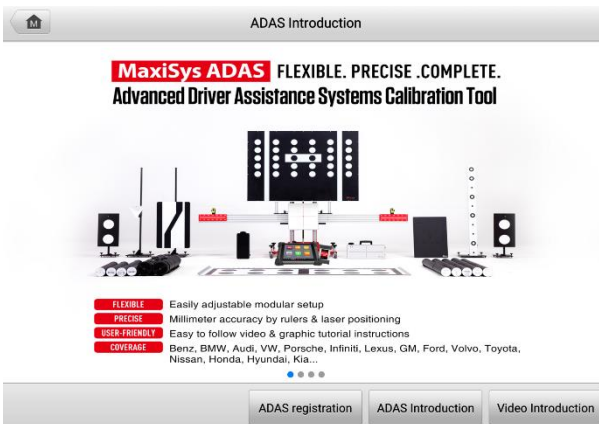 M
ADAS Introduction
MaxiSys ADAS FLEXIBLE. PRECISE .COMPLETE.
Advanced Driver Assistance Systems Calibration Tool
FLEXIBLE Easily adjustable modular setup
PRECISE Millimeter accuracy by rulers & laser positioning
USER-FRIENDLY Easy to follow video & graphic tutorial instructions
COVERAGE Benz, BMW, Audi, VW, Porsche, Infiniti, Lexus, GM, Ford, Volvo, Toyota,
Nissan, Honda, Hyundai, Kia...
ADAS registration ADAS Introduction Video Introduction